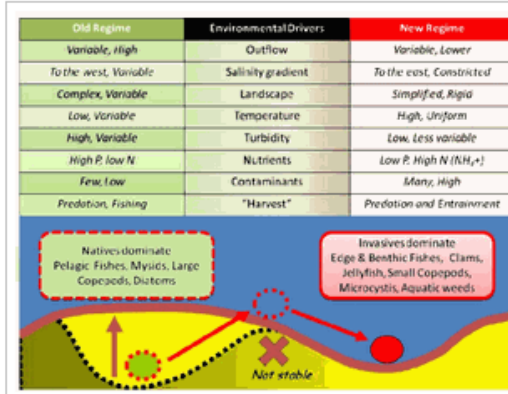 Old Regime Environmental Drivers New Regime
Variable, High Outflow Variable, Lower
To the west, Variable Salinity gradient To the east, Constricted
Complex, Variable Landscape Simplified, Rigid
Low, Variable Temperature High, Uniform
High, Variable Turbidity Low, Less variable
High P, low N Nutrients Low P, High N (NH₄+)
Few, Low Contaminants Many, High
Predation, Fishing "Harvest" Predation and Entrainment
Natives dominate
Pelagic Fishes, Mysids, Large
Copepods, Diatoms
Invasives dominate
Edge & Benthic Fishes, Clams,
Jellyfish, Small Copepods,
Microcystis, Aquatic weeds
Not stable